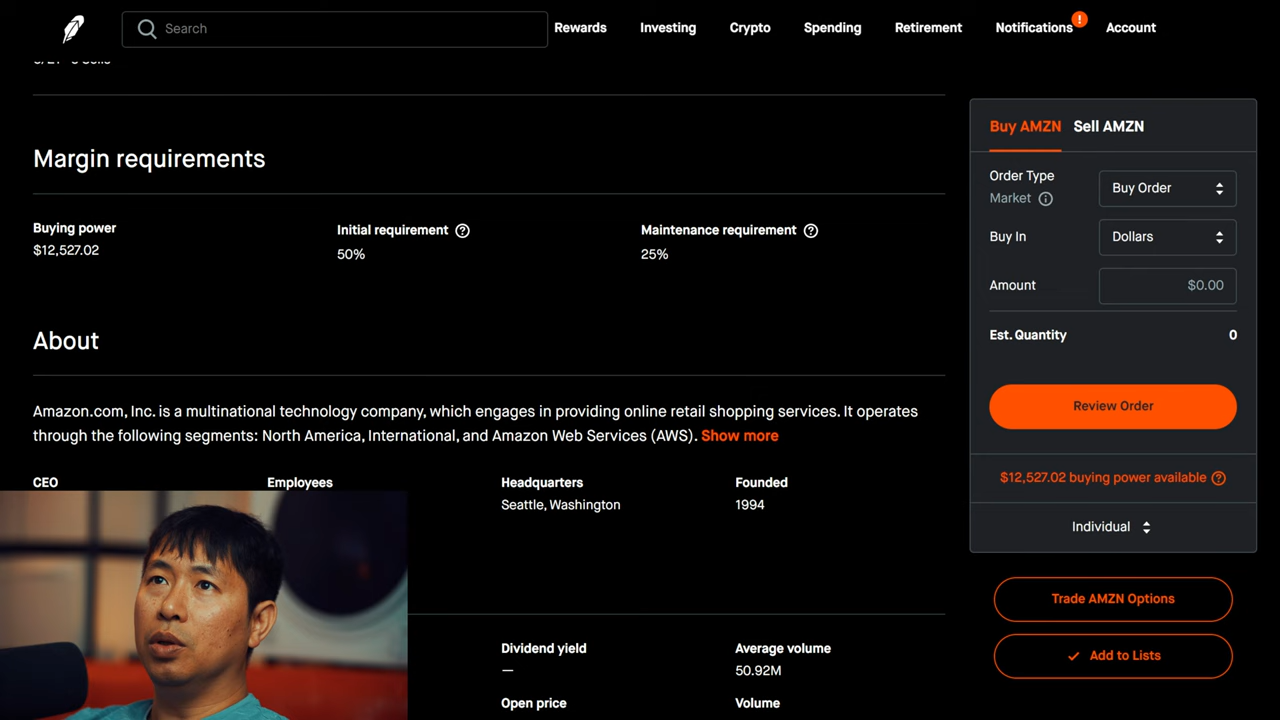 Search
Rewards
Investing
Crypto
Spending
Retirement
Notifications
!
Account
Margin requirements
Buying power
$12,527.02
Initial requirement ?
50%
Maintenance requirement ?
25%
About
Amazon.com, Inc. is a multinational technology company, which engages in providing online retail shopping services. It operates
through the following segments: North America, International, and Amazon Web Services (AWS). Show more
CEO
Employees
Headquarters
Seattle, Washington
Founded
1994
Dividend yield
—
Average volume
50.92M
Open price
Volume
Buy AMZN
Sell AMZN
Order Type
Market i
Buy Order
Buy In
Dollars
Amount
$0.00
Est. Quantity
0
Review Order
$12,527.02 buying power available ?
Individual
Trade AMZN Options
Add to Lists